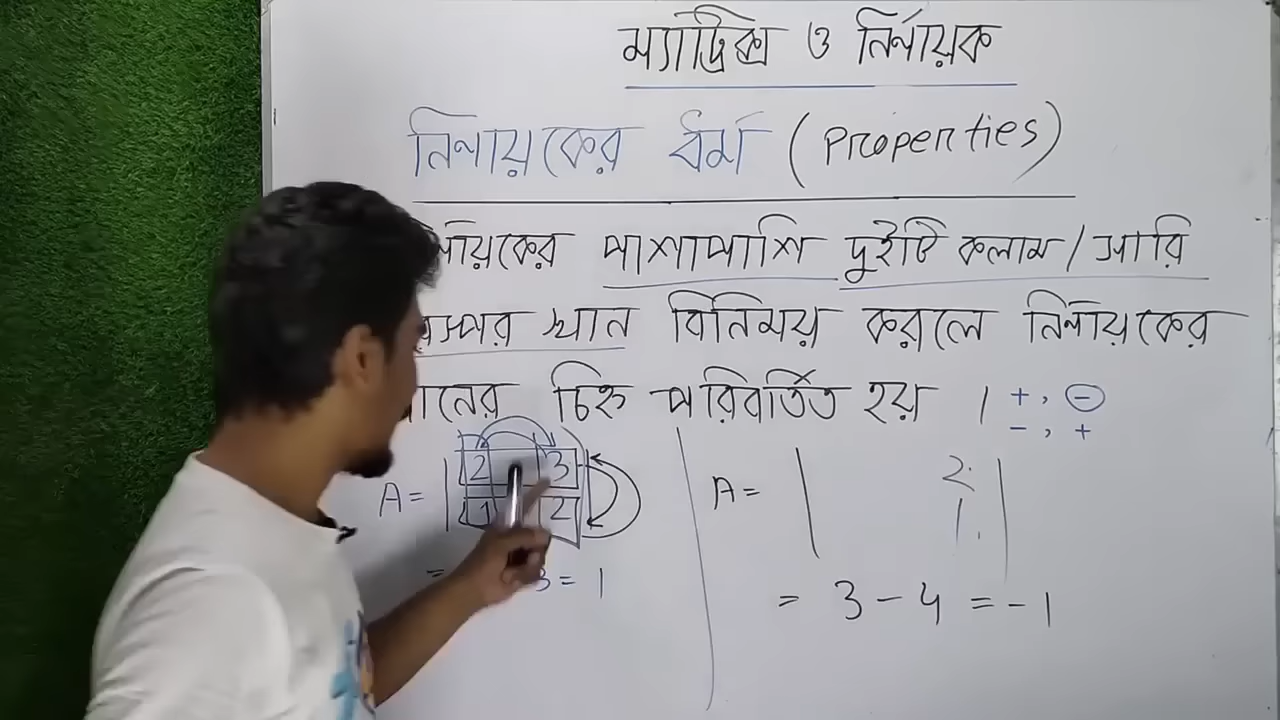 ম্যাট্রিক্স ও নির্ণায়ক
নির্ণায়কের ধর্ম (Properties)
পাশাপাশি দুইটি কলাম / সারি
স্থান বিনিময় করলে নির্ণায়কের
চিহ্ন পরিবর্তিত হয় । +, -
-, +
A = | 2 3 |
1 2
= 3 = 1
A = | 2 |
1
= 3 - 4 = -1